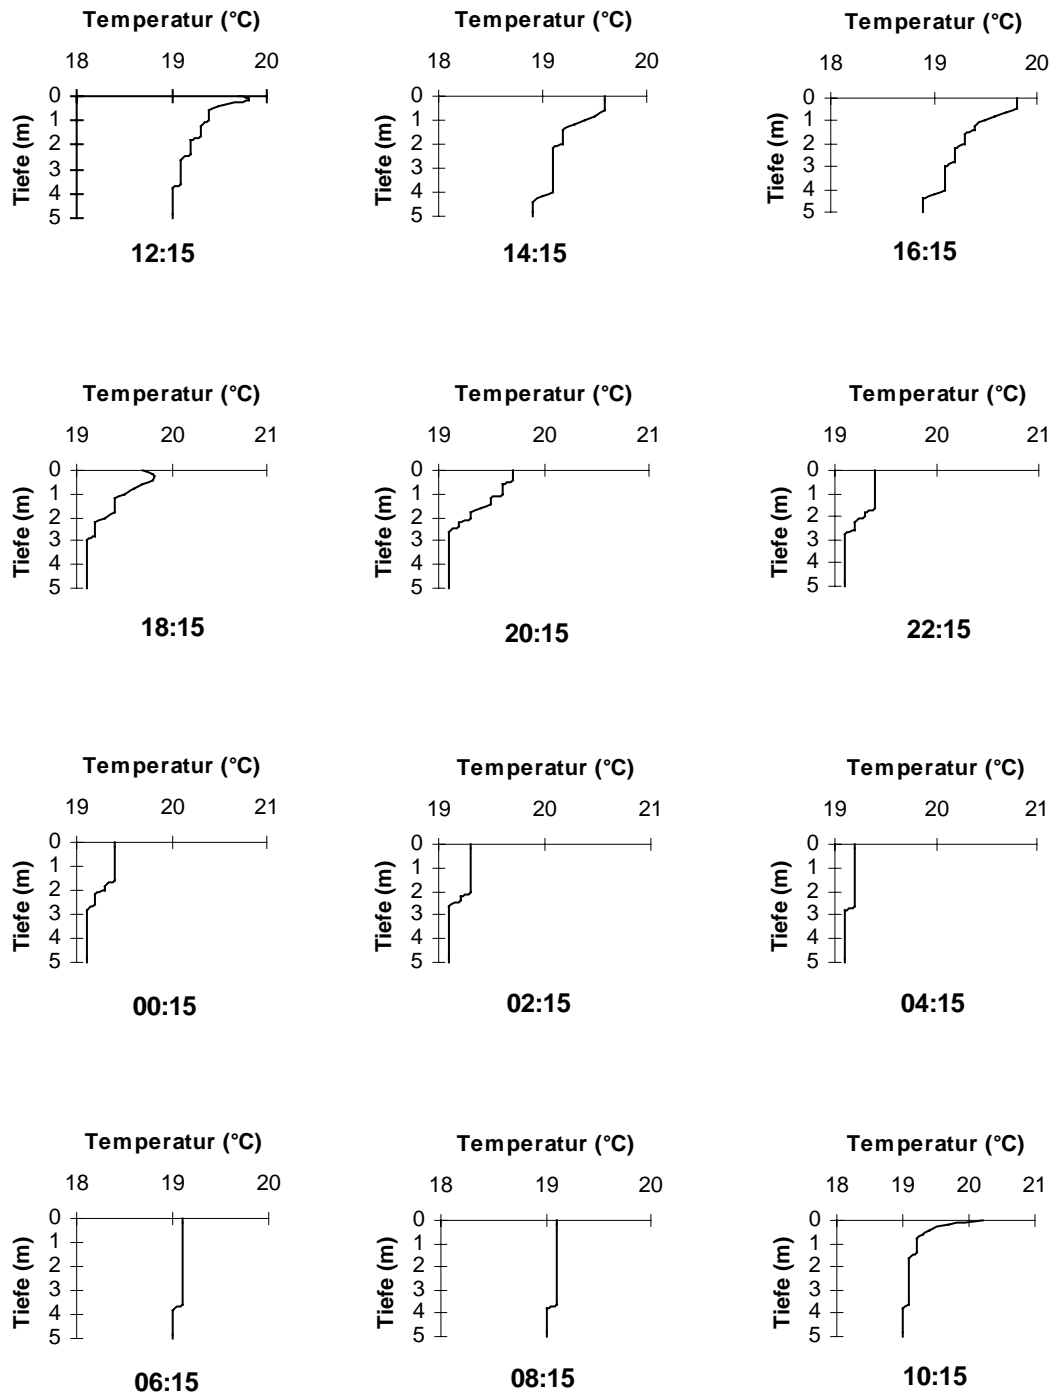 Temperatur (°C) Temperatur (°C) Temperatur (°C)
18 19 20 18 19 20 18 19 20
0 0 0
1 1 1
2 2 2
3 3 3
4 4 4
5 5 5
Tiefe (m) Tiefe (m) Tiefe (m)
12:15 14:15 16:15
Temperatur (°C) Temperatur (°C) Temperatur (°C)
19 20 21 19 20 21 19 20 21
0 0 0
1 1 1
2 2 2
3 3 3
4 4 4
5 5 5
Tiefe (m) Tiefe (m) Tiefe (m)
18:15 20:15 22:15
Temperatur (°C) Temperatur (°C) Temperatur (°C)
19 20 21 19 20 21 19 20 21
0 0 0
1 1 1
2 2 2
3 3 3
4 4 4
5 5 5
Tiefe (m) Tiefe (m) Tiefe (m)
00:15 02:15 04:15
Temperatur (°C) Temperatur (°C) Temperatur (°C)
18 19 20 18 19 20 18 19 20 21
0 0 0
1 1 1
2 2 2
3 3 3
4 4 4
5 5 5
Tiefe (m) Tiefe (m) Tiefe (m)
06:15 08:15 10:15